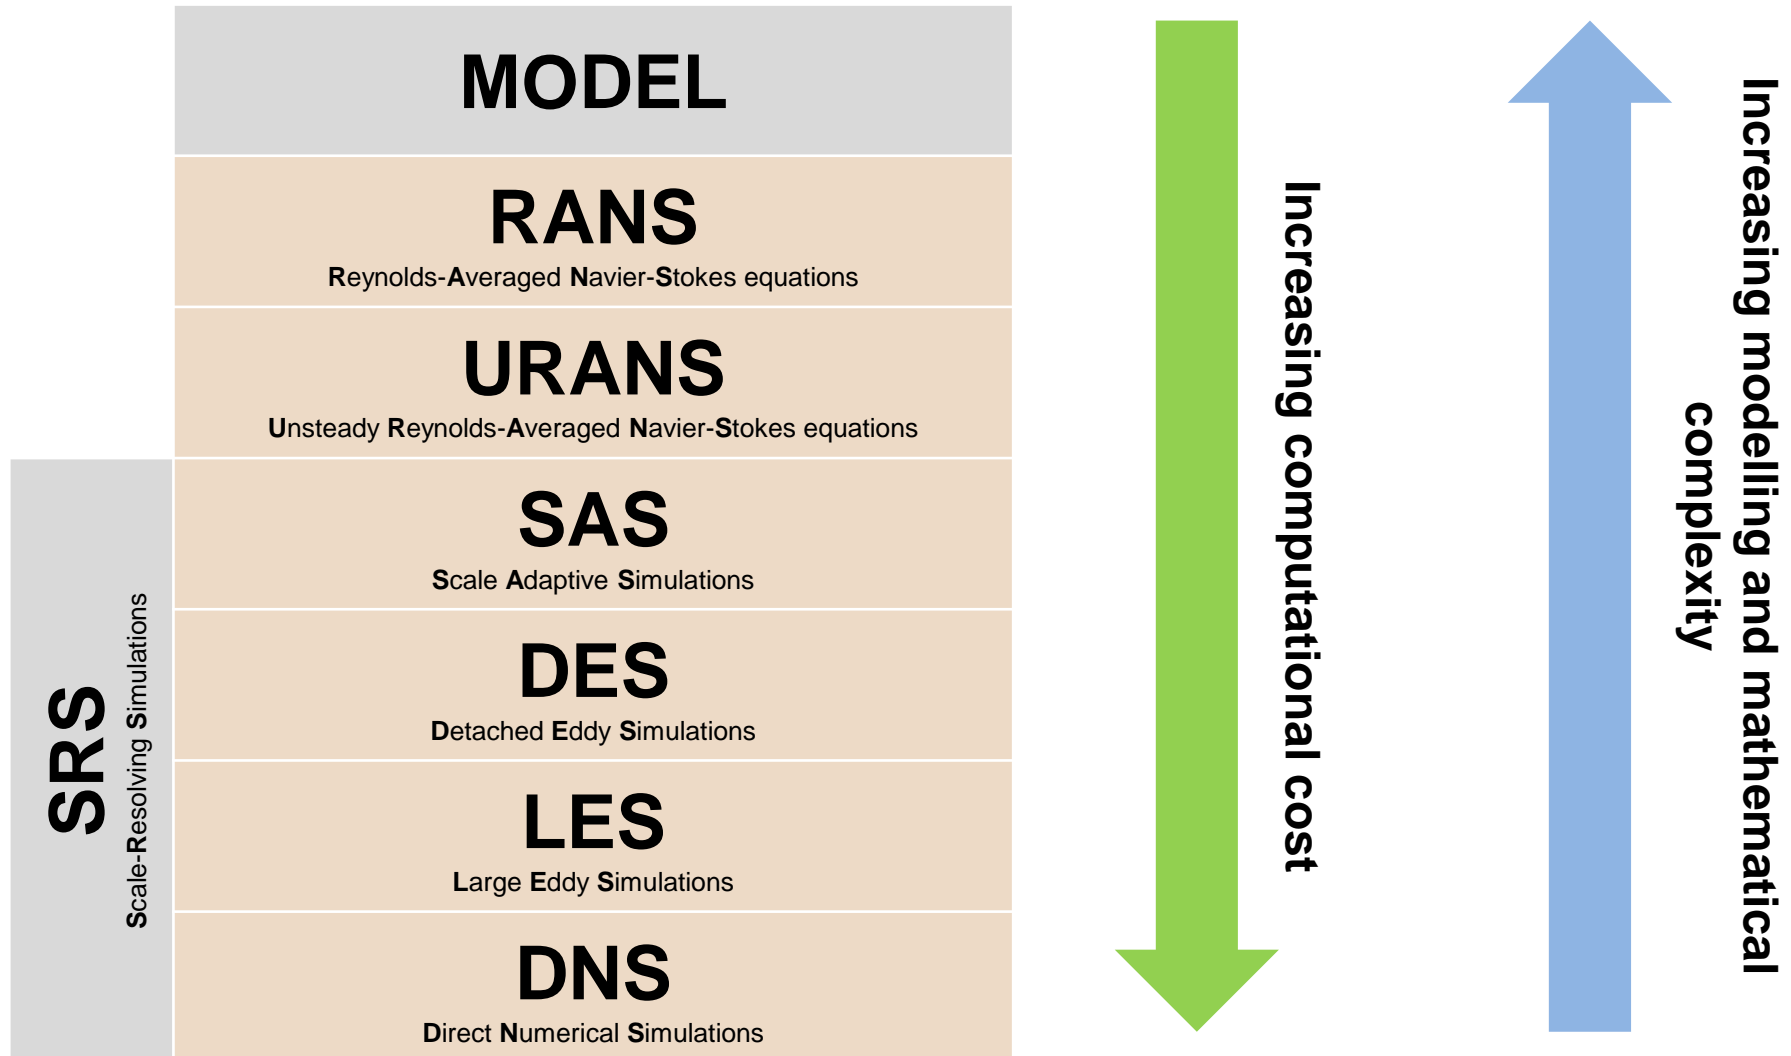 MODEL
RANS
Reynolds-Averaged Navier-Stokes equations
URANS
Unsteady Reynolds-Averaged Navier-Stokes equations
SRS
Scale-Resolving Simulations
SAS
Scale Adaptive Simulations
DES
Detached Eddy Simulations
LES
Large Eddy Simulations
DNS
Direct Numerical Simulations
Increasing computational cost
Increasing modelling and mathematical
complexity